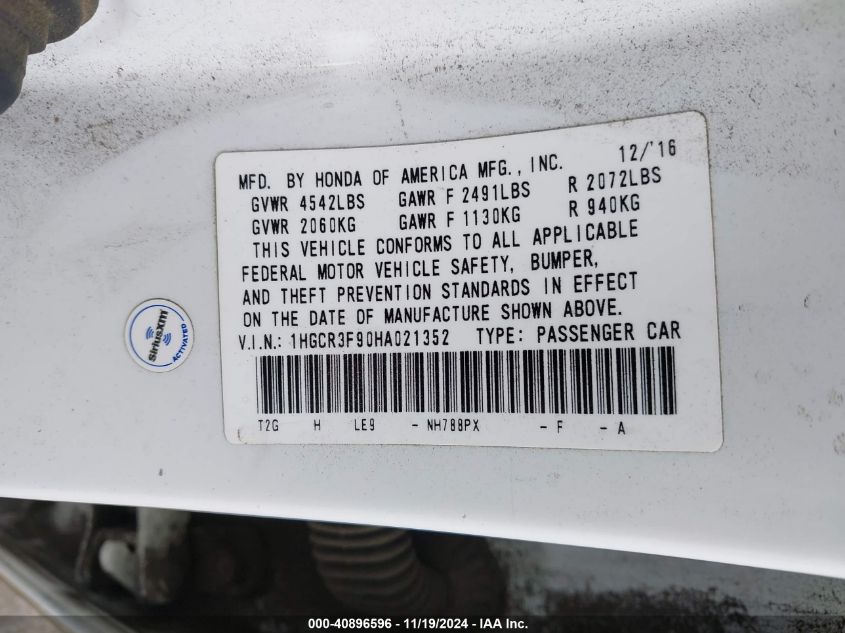 MFD. BY HONDA OF AMERICA MFG., INC. 12/'16
GVWR 4542LBS GAWR F 2491LBS R 2072LBS
GVWR 2060KG GAWR F 1130KG R 940KG
THIS VEHICLE CONFORMS TO ALL APPLICABLE
FEDERAL MOTOR VEHICLE SAFETY, BUMPER,
AND THEFT PREVENTION STANDARDS IN EFFECT
ON THE DATE OF MANUFACTURE SHOWN ABOVE.
V.I.N.: 1HGCR3F90HA021352 TYPE: PASSENGER CAR
T2G H LE9 - NH788PX - F - A
SiriusXM
ACTIVATED
000-40896596 - 11/19/2024 - IAA Inc.